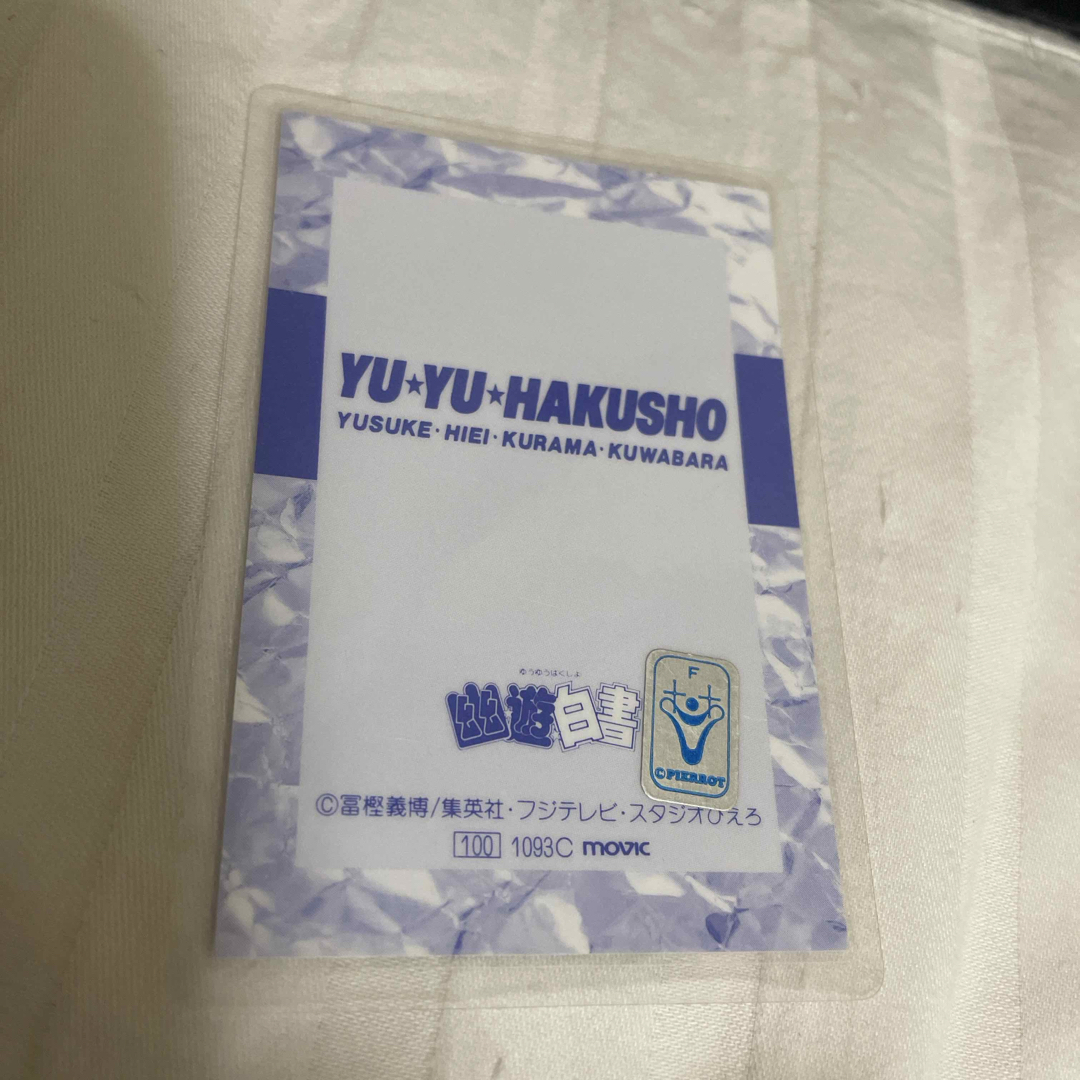 YU★YU★HAKUSHO
YUSUKE・HIEI・KURAMA・KUWABARA
ゆうゆうはくしょ
幽遊白書
F
©PIERROT
©冨樫義博/集英社・フジテレビ・スタジオぴえろ
100 1093C movic